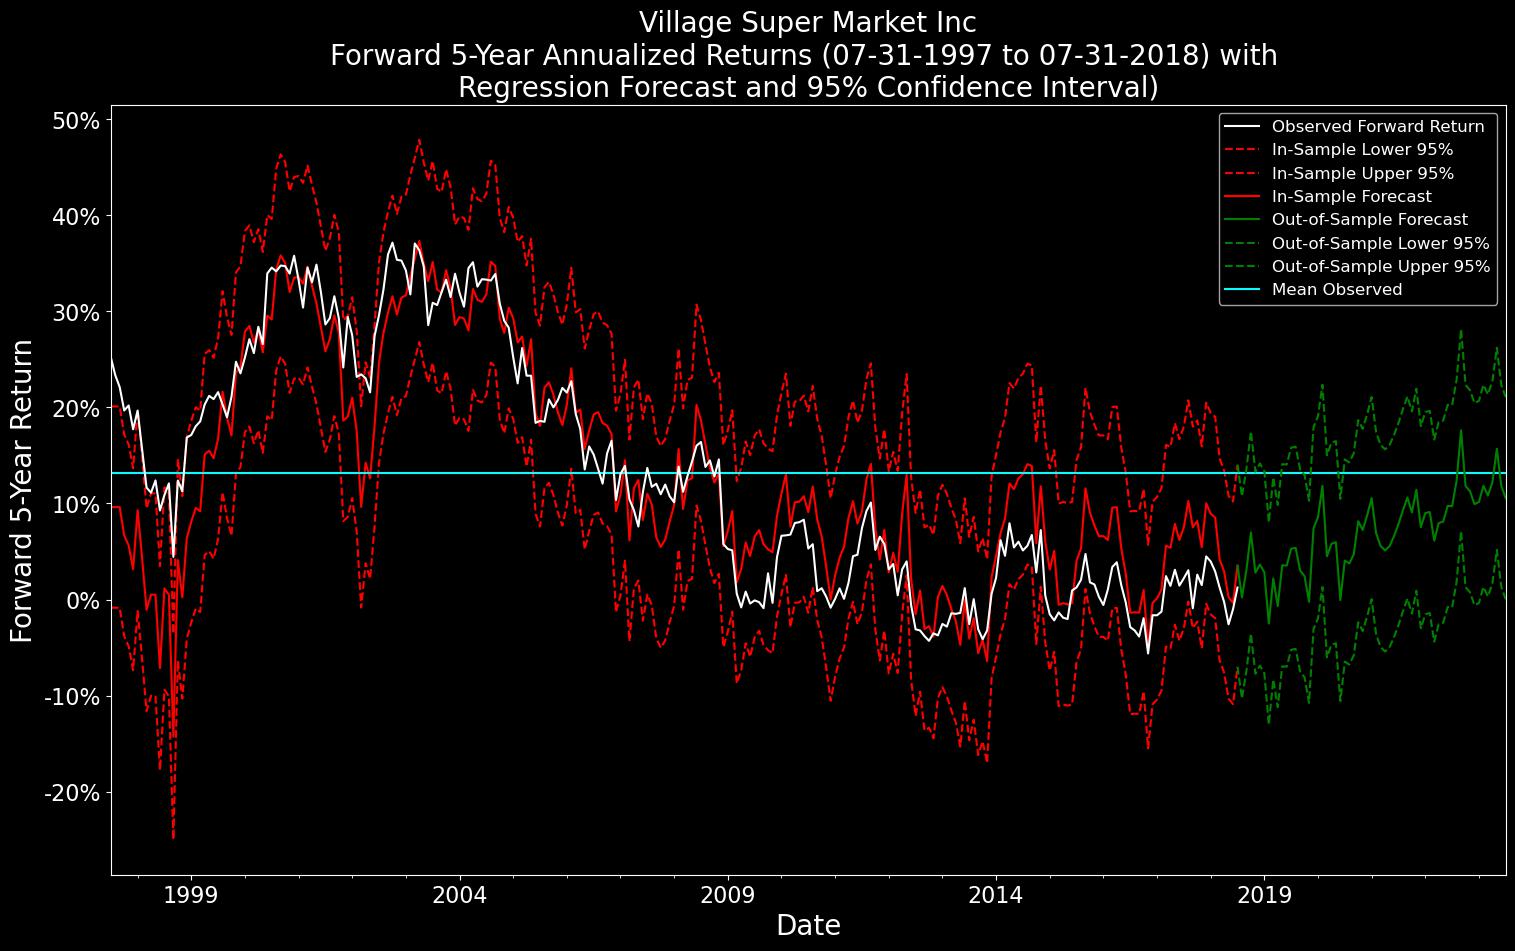 Village Super Market Inc
Forward 5-Year Annualized Returns (07-31-1997 to 07-31-2018) with
Regression Forecast and 95% Confidence Interval)
Observed Forward Return
In-Sample Lower 95%
In-Sample Upper 95%
In-Sample Forecast
Out-of-Sample Forecast
Out-of-Sample Lower 95%
Out-of-Sample Upper 95%
Mean Observed
Forward 5-Year Return
50%
40%
30%
20%
10%
0%
-10%
-20%
1999 2004 2009 2014 2019
Date